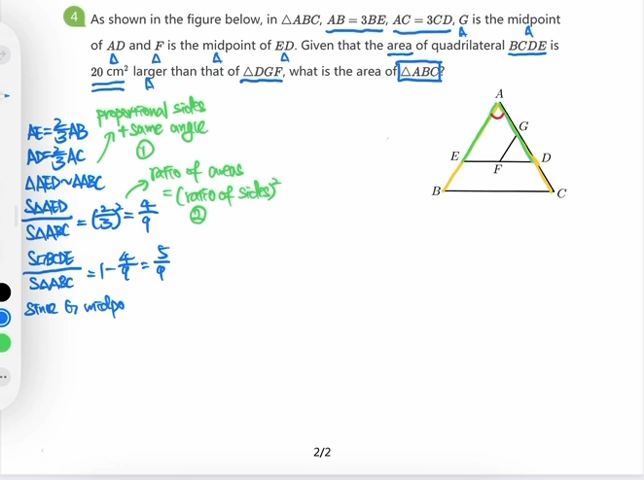 4 As shown in the figure below, in △ABC, AB = 3BE, AC = 3CD, G is the midpoint
of AD and F is the midpoint of ED. Given that the area of quadrilateral BCDE is
20 cm² larger than that of △DGF, what is the area of △ABC?
AE=2/3AB
AD=2/3AC
△AED∽△ABC
S△AED/S△ABC = (2/3)² = 4/9
S□BCDE/S△ABC = 1-4/9 = 5/9
Since G midpo
proportional sides
+ same angle
①
ratio of areas
= (ratio of sides)²
②
A
G
E
D
F
B
C
2/2